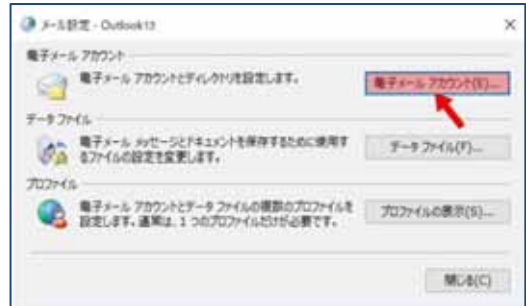 メール設定 - Outlook13
電子メール アカウント
電子メール アカウントとディレクトリを設定します。
電子メール アカウント(E)...
データ ファイル
電子メール メッセージとドキュメントを保存するために使用す
るファイルの設定を変更します。
データ ファイル(F)...
プロファイル
電子メール アカウントとデータ ファイルの複数のプロファイルを
設定します。通常は、1 つのプロファイルだけが必要です。
プロファイルの表示(S)...
閉じる(C)